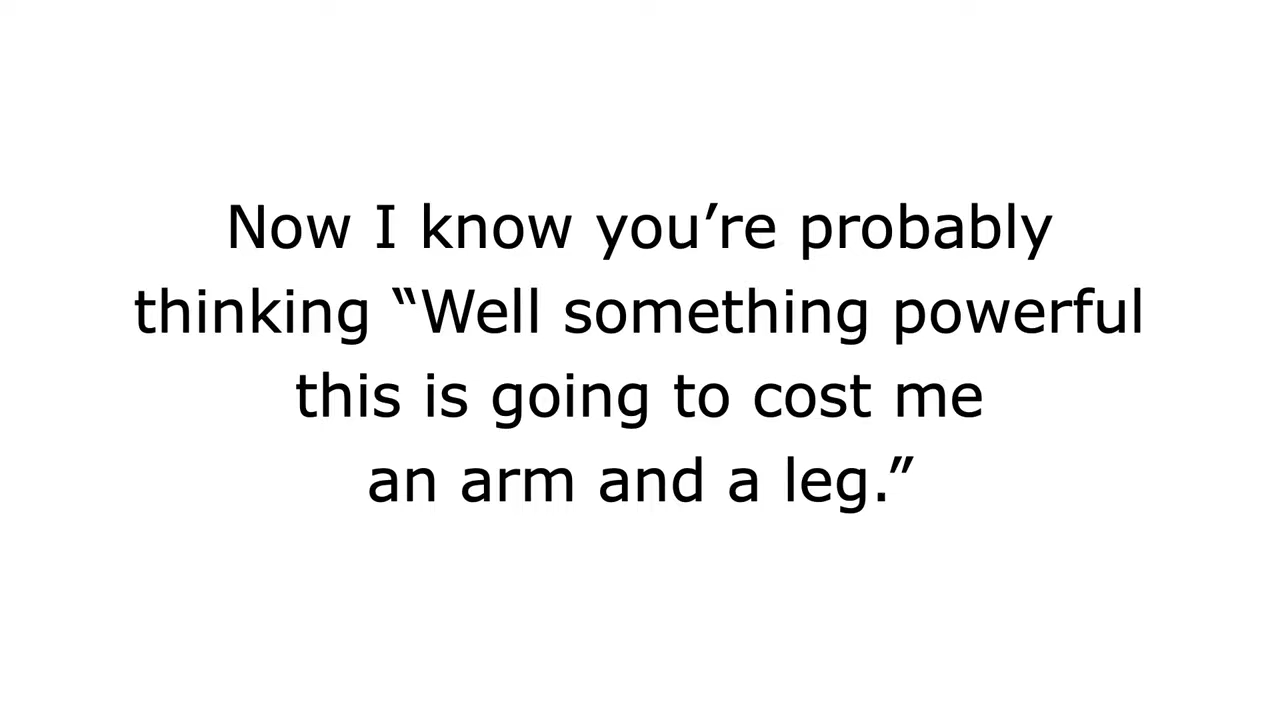 Now I know you’re probably
thinking “Well something powerful
this is going to cost me
an arm and a leg.”